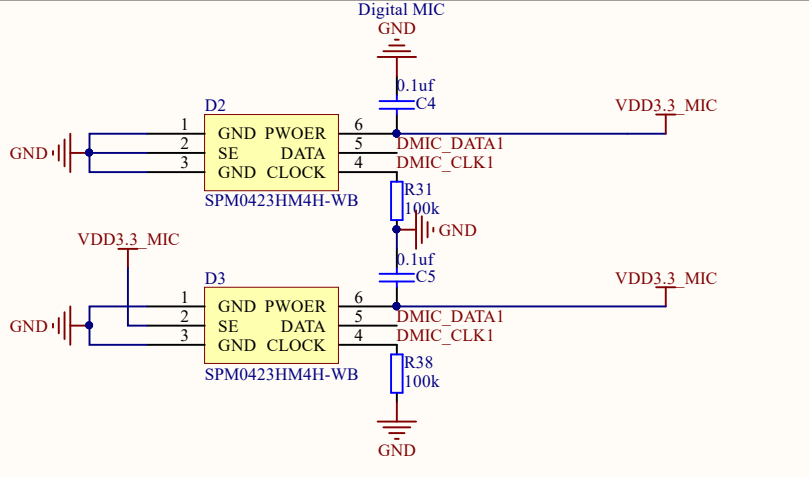 Digital MIC
GND
0.1uf
C4
VDD3.3_MIC
D2
1 GND PWOER 6
2 SE DATA 5 DMIC_DATA1
3 GND CLOCK 4 DMIC_CLK1
GND
SPM0423HM4H-WB
R31
100k
GND
VDD3.3_MIC
0.1uf
C5
VDD3.3_MIC
D3
1 GND PWOER 6
2 SE DATA 5 DMIC_DATA1
3 GND CLOCK 4 DMIC_CLK1
GND
SPM0423HM4H-WB
R38
100k
GND